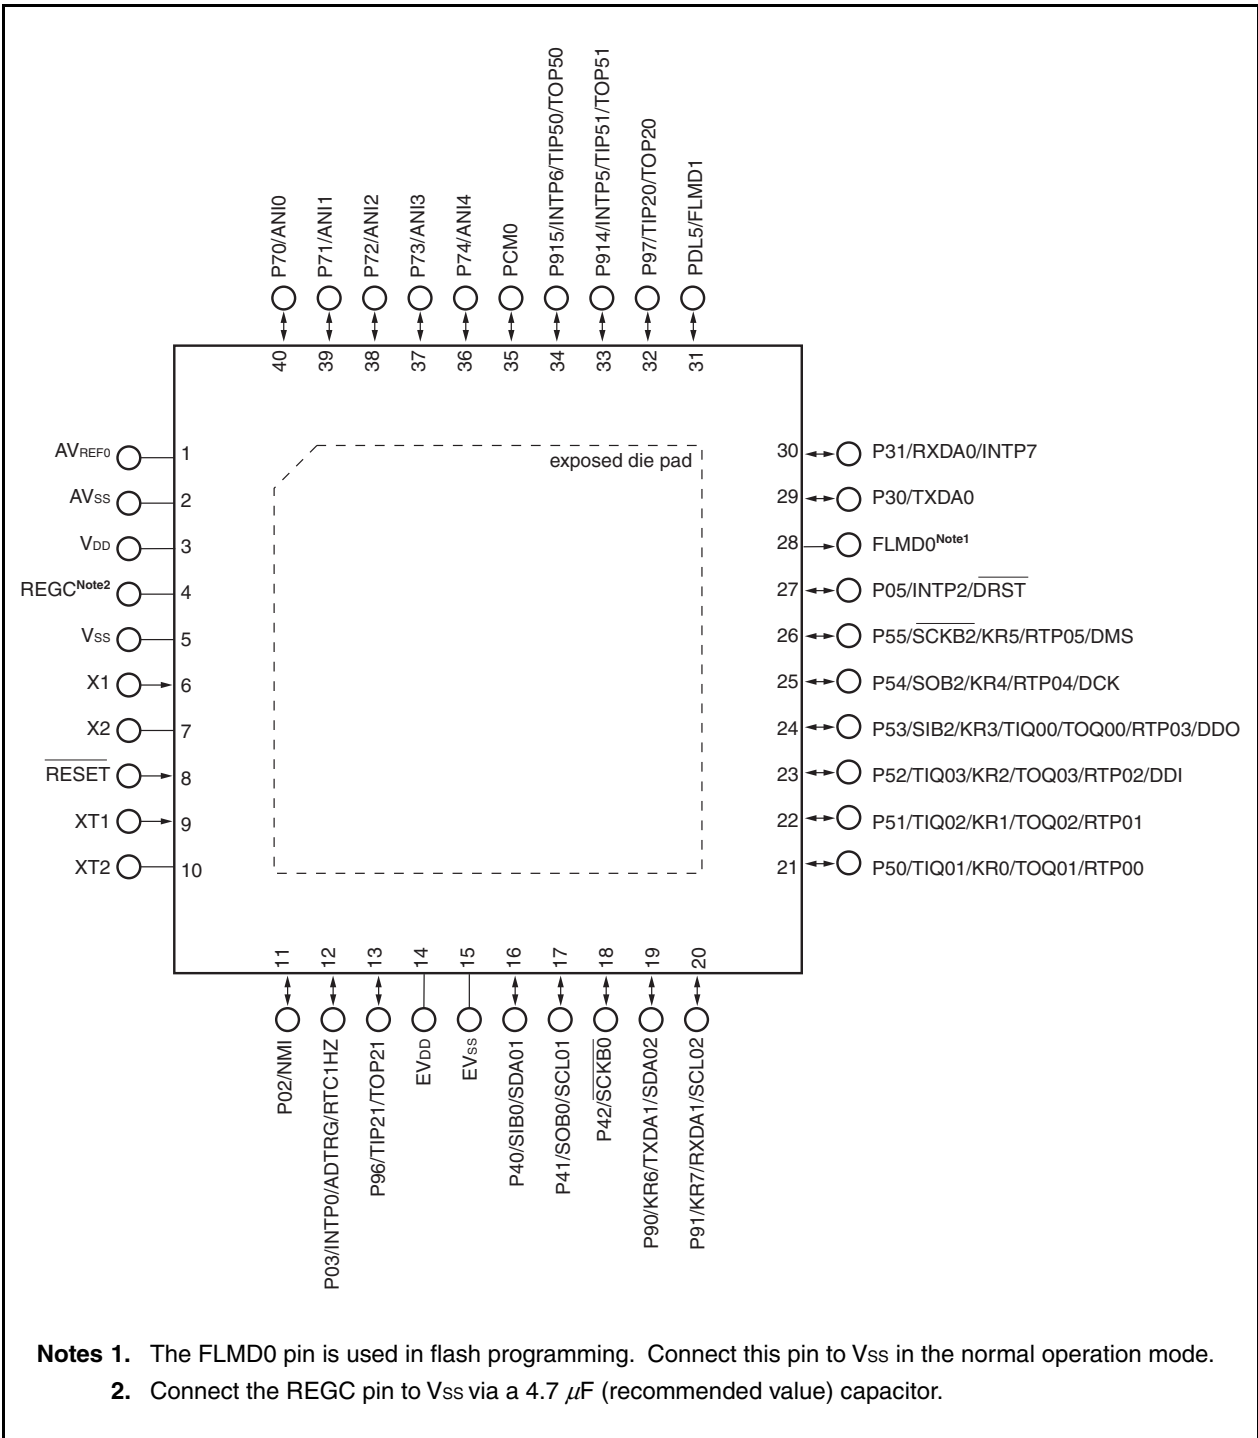 P70/ANI0
P71/ANI1
P72/ANI2
P73/ANI3
P74/ANI4
PCM0
P915/INTP6/TIP50/TOP50
P914/INTP5/TIP51/TOP51
P97/TIP20/TOP20
PDL5/FLMD1
40 39 38 37 36 35 34 33 32 31
exposed die pad
AVREF0 1
AVSS 2
VDD 3
REGCNote2 4
VSS 5
X1 6
X2 7
RESET 8
XT1 9
XT2 10
30 P31/RXDA0/INTP7
29 P30/TXDA0
28 FLMD0Note1
27 P05/INTP2/DRST
26 P55/SCKB2/KR5/RTP05/DMS
25 P54/SOB2/KR4/RTP04/DCK
24 P53/SIB2/KR3/TIQ00/TOQ00/RTP03/DDO
23 P52/TIQ03/KR2/TOQ03/RTP02/DDI
22 P51/TIQ02/KR1/TOQ02/RTP01
21 P50/TIQ01/KR0/TOQ01/RTP00
11 12 13 14 15 16 17 18 19 20
P02/NMI
P03/INTP0/ADTRG/RTC1HZ
P96/TIP21/TOP21
EVDD
EVSS
P40/SIB0/SDA01
P41/SOB0/SCL01
P42/SCKB0
P90/KR6/TXDA1/SDA02
P91/KR7/RXDA1/SCL02
Notes 1. The FLMD0 pin is used in flash programming. Connect this pin to VSS in the normal operation mode.
2. Connect the REGC pin to VSS via a 4.7 μF (recommended value) capacitor.